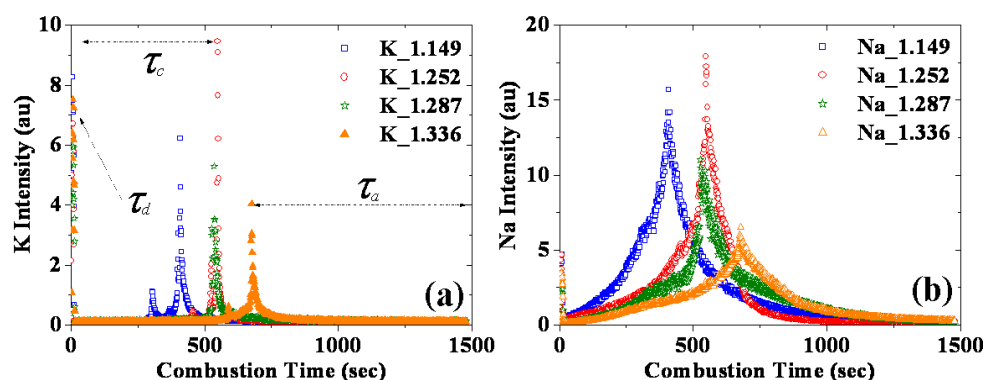 10
8
6
4
2
0
K Intensity (au)
τc
τd
τa
K_1.149
K_1.252
K_1.287
K_1.336
(a)
0
500
1000
1500
Combustion Time (sec)
20
15
10
5
0
Na Intensity (au)
Na_1.149
Na_1.252
Na_1.287
Na_1.336
(b)
0
500
1000
1500
Combustion Time (sec)